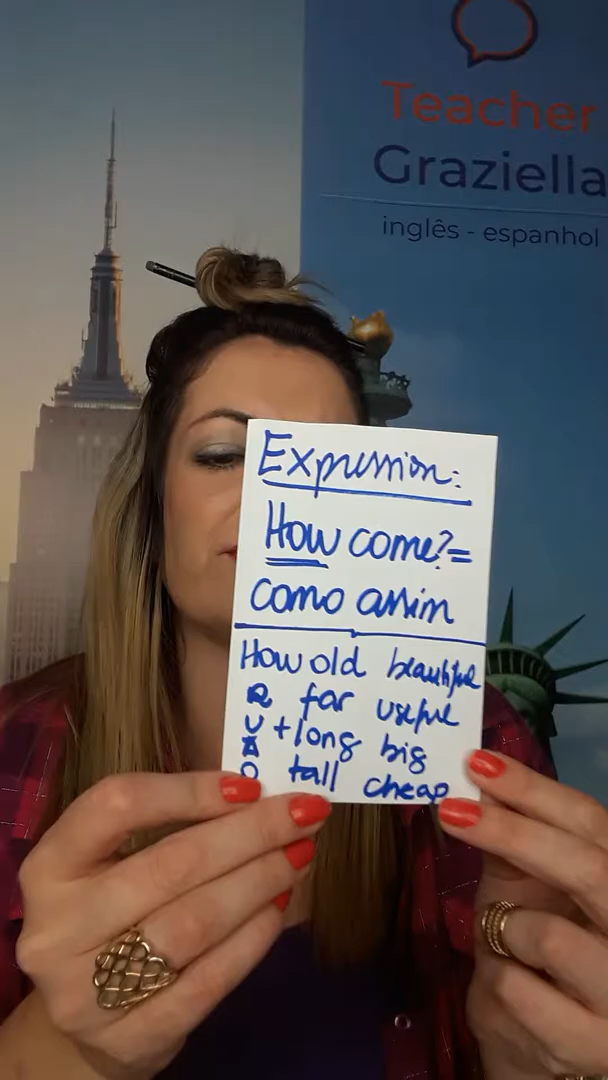 Teacher
Graziella
inglês - espanhol
Expression:
How come? =
como assim
How old beautiful
far useful
+ long big
tall cheap